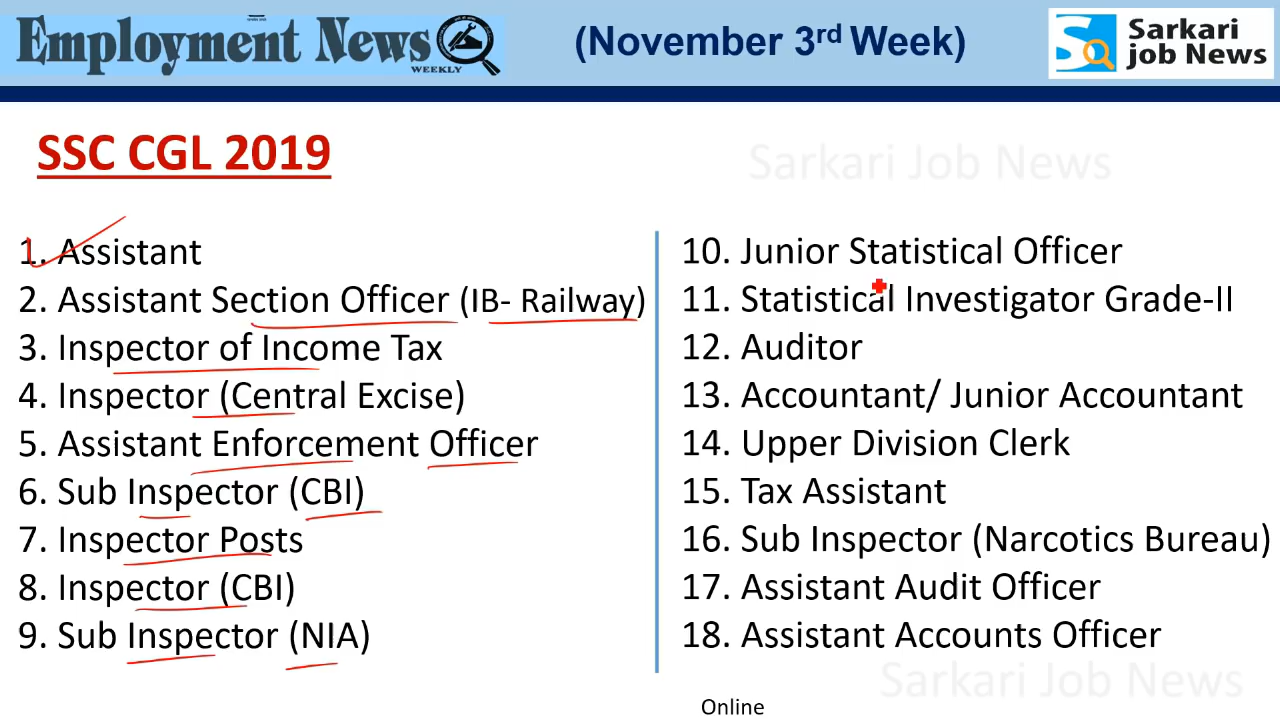 Employment News
WEEKLY
(November 3rd Week)
S
Sarkari
job News
SSC CGL 2019
Sarkari Job News
1. Assistant
2. Assistant Section Officer (IB- Railway)
3. Inspector of Income Tax
4. Inspector (Central Excise)
5. Assistant Enforcement Officer
6. Sub Inspector (CBI)
7. Inspector Posts
8. Inspector (CBI)
9. Sub Inspector (NIA)
10. Junior Statistical Officer
11. Statistical Investigator Grade-II
12. Auditor
13. Accountant/ Junior Accountant
14. Upper Division Clerk
15. Tax Assistant
16. Sub Inspector (Narcotics Bureau)
17. Assistant Audit Officer
18. Assistant Accounts Officer
Sarkari Job News
Online